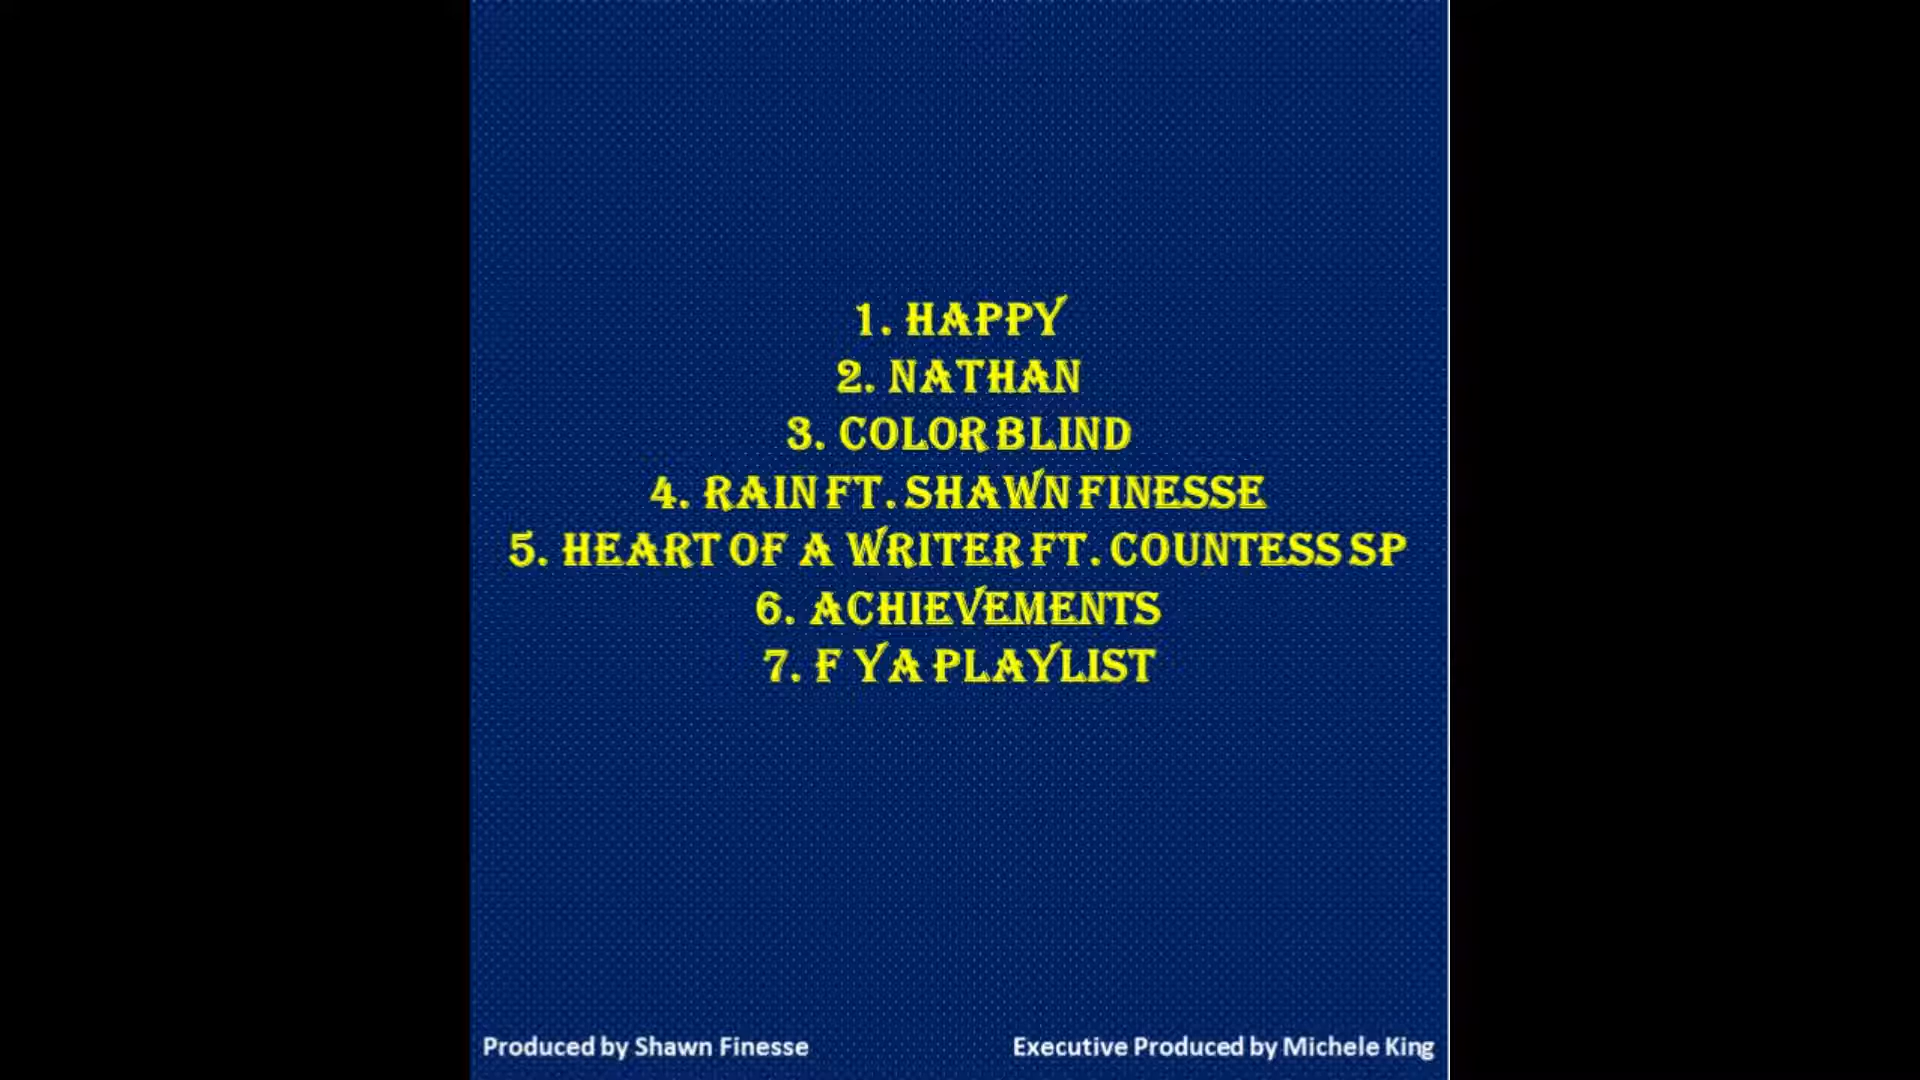 1. HAPPY
2. NATHAN
3. COLOR BLIND
4. RAIN FT. SHAWN FINESSE
5. HEART OF A WRITER FT. COUNTESS SP
6. ACHIEVEMENTS
7. F YA PLAYLIST
Produced by Shawn Finesse
Executive Produced by Michele King